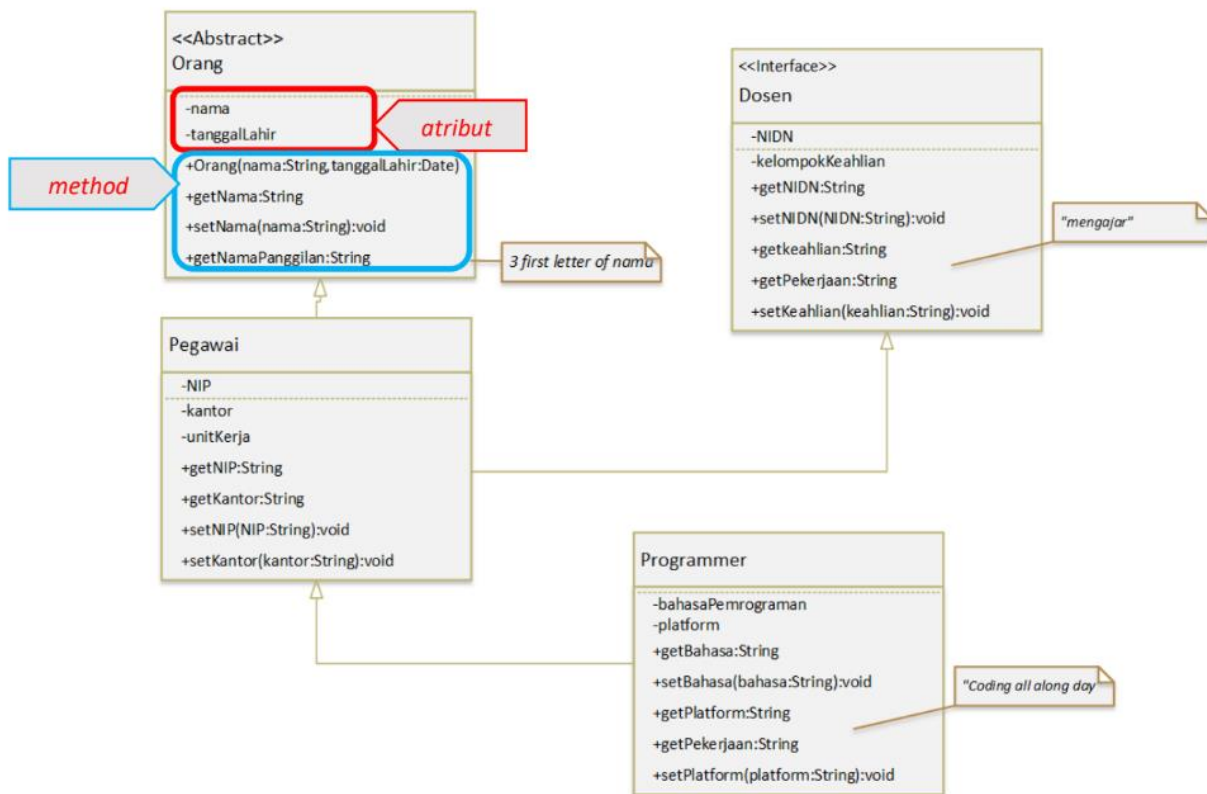 <<Abstract>>
Orang
-nama
-tanggalLahir
atribut
method
+Orang(nama:String,tanggalLahir:Date)
+getNama:String
+setNama(nama:String):void
+getNamaPanggilan:String
3 first letter of nama
<<Interface>>
Dosen
-NIDN
-kelompokKeahlian
+getNIDN:String
+setNIDN(NIDN:String):void
+getkeahlian:String
+getPekerjaan:String
+setKeahlian(keahlian:String):void
"mengajar"
Pegawai
-NIP
-kantor
-unitKerja
+getNIP:String
+getKantor:String
+setNIP(NIP:String):void
+setKantor(kantor:String):void
Programmer
-bahasaPemrograman
-platform
+getBahasa:String
+setBahasa(bahasa:String):void
+getPlatform:String
+getPekerjaan:String
+setPlatform(platform:String):void
"Coding all along day